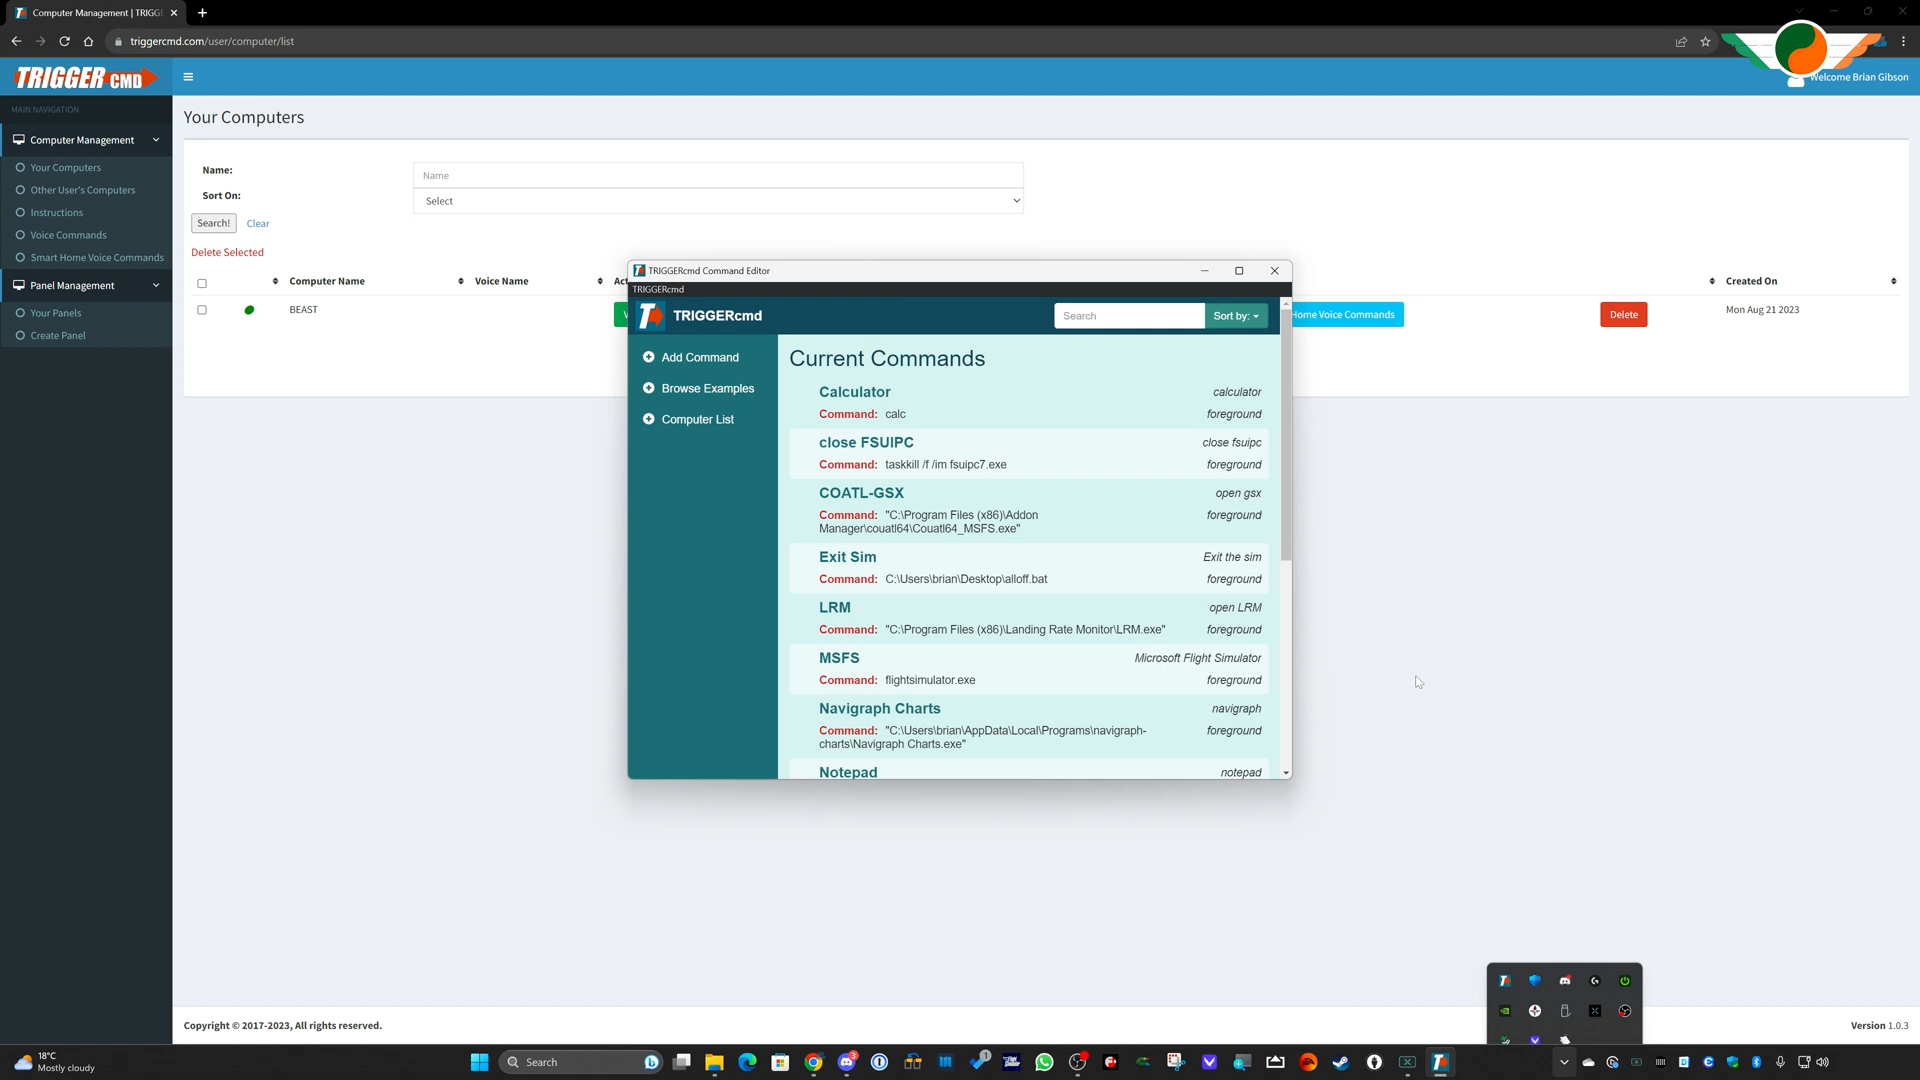 Computer Management | TRIGG
triggercmd.com/user/computer/list
TRIGGER CMD
Welcome Brian Gibson
MAIN NAVIGATION
Computer Management
Your Computers
Other User's Computers
Instructions
Voice Commands
Smart Home Voice Commands
Panel Management
Your Panels
Create Panel
Your Computers
Name:
Name
Sort On:
Select
Search!
Clear
Delete Selected
Computer Name
Voice Name
Created On
BEAST
Home Voice Commands
Delete
Mon Aug 21 2023
TRIGGERcmd Command Editor
TRIGGERcmd
TRIGGERcmd
Search
Sort by:
Add Command
Browse Examples
Computer List
Current Commands
Calculator
calculator
Command: calc
foreground
close FSUIPC
close fsuipc
Command: taskkill /f /im fsuipc7.exe
foreground
COATL-GSX
open gsx
Command: "C:\Program Files (x86)\Addon
Manager\couatl64\Couatl64_MSFS.exe"
foreground
Exit Sim
Exit the sim
Command: C:\Users\brian\Desktop\alloff.bat
foreground
LRM
open LRM
Command: "C:\Program Files (x86)\Landing Rate Monitor\LRM.exe"
foreground
MSFS
Microsoft Flight Simulator
Command: flightsimulator.exe
foreground
Navigraph Charts
navigraph
Command: "C:\Users\brian\AppData\Local\Programs\navigraph-
charts\Navigraph Charts.exe"
foreground
Notepad
notepad
Copyright © 2017-2023, All rights reserved.
Version 1.0.3
18°C
Mostly cloudy
Search